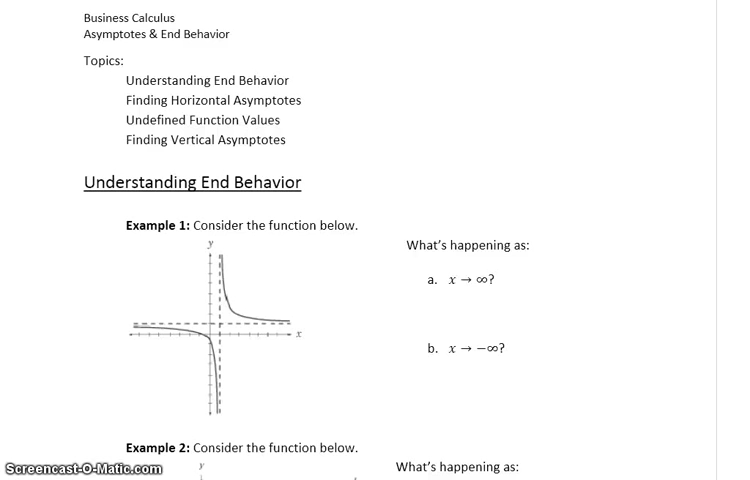 Business Calculus
Asymptotes & End Behavior
Topics:
Understanding End Behavior
Finding Horizontal Asymptotes
Undefined Function Values
Finding Vertical Asymptotes
Understanding End Behavior
Example 1: Consider the function below.
y
What's happening as:
a. x → ∞?
x
b. x → −∞?
Example 2: Consider the function below.
y
What's happening as:
Screencast-O-Matic.com